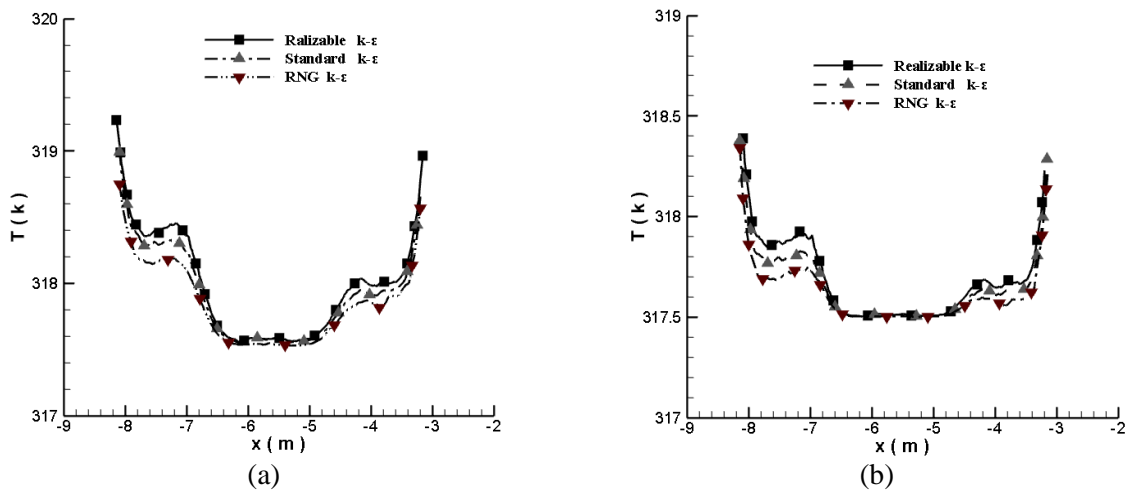 320
319
318
317
T ( k )
-9 -8 -7 -6 -5 -4 -3 -2
x ( m )
Ralizable k-ε
Standard k-ε
RNG k-ε
(a)
319
318.5
318
317.5
317
T ( k )
-9 -8 -7 -6 -5 -4 -3 -2
x ( m )
Realizable k-ε
Standard k-ε
RNG k-ε
(b)